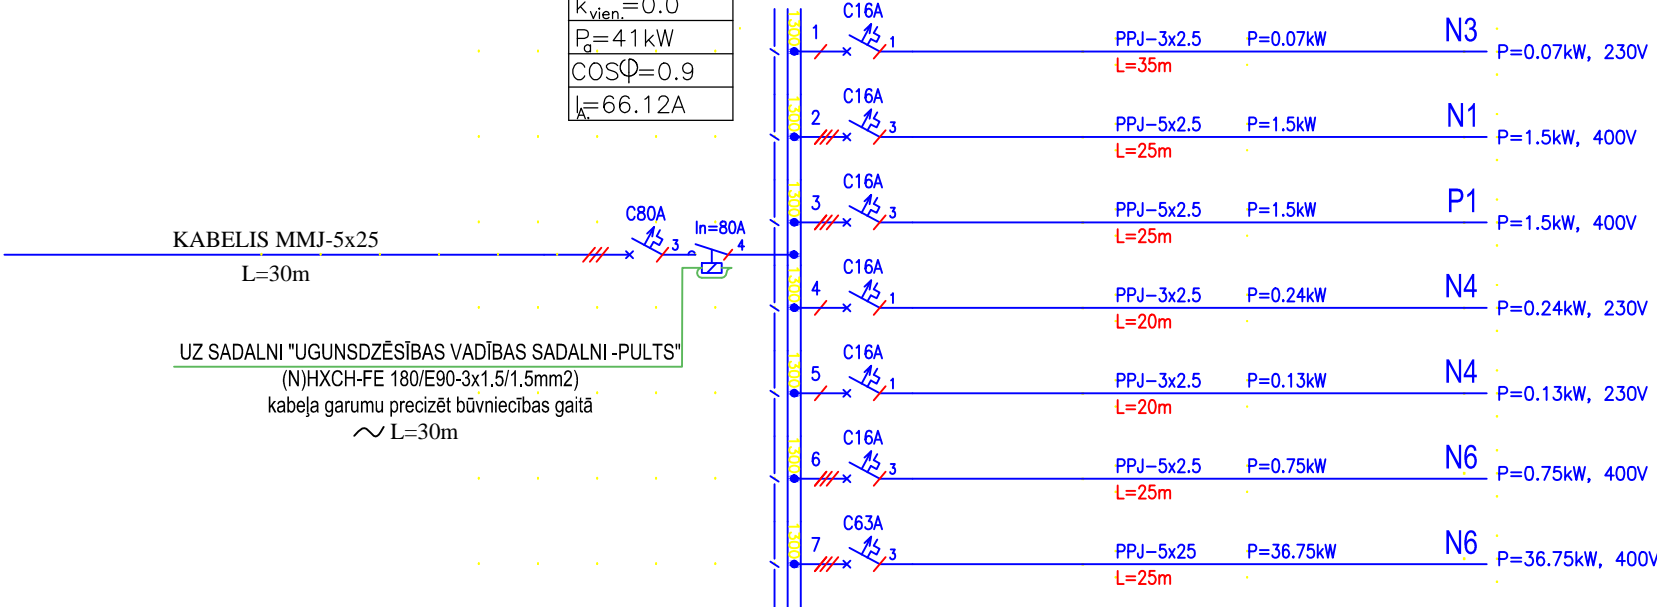 kvien.=0.0
Pa=41kW
COSφ=0.9
IA.=66.12A
KABELIS MMJ-5x25
L=30m
C80A
3
In=80A
4
UZ SADALNI "UGUNSDZĒSĪBAS VADĪBAS SADALNI -PULTS"
(N)HXCH-FE 180/E90-3x1.5/1.5mm2)
kabeļa garumu precizēt būvniecības gaitā
~ L=30m
1 C16A 1 PPJ-3x2.5 P=0.07kW N3 P=0.07kW, 230V
L=35m
2 C16A 3 PPJ-5x2.5 P=1.5kW N1 P=1.5kW, 400V
L=25m
3 C16A 3 PPJ-5x2.5 P=1.5kW P1 P=1.5kW, 400V
L=25m
4 C16A 1 PPJ-3x2.5 P=0.24kW N4 P=0.24kW, 230V
L=20m
5 C16A 1 PPJ-3x2.5 P=0.13kW N4 P=0.13kW, 230V
L=20m
6 C16A 3 PPJ-5x2.5 P=0.75kW N6 P=0.75kW, 400V
L=25m
7 C63A 3 PPJ-5x25 P=36.75kW N6 P=36.75kW, 400V
L=25m